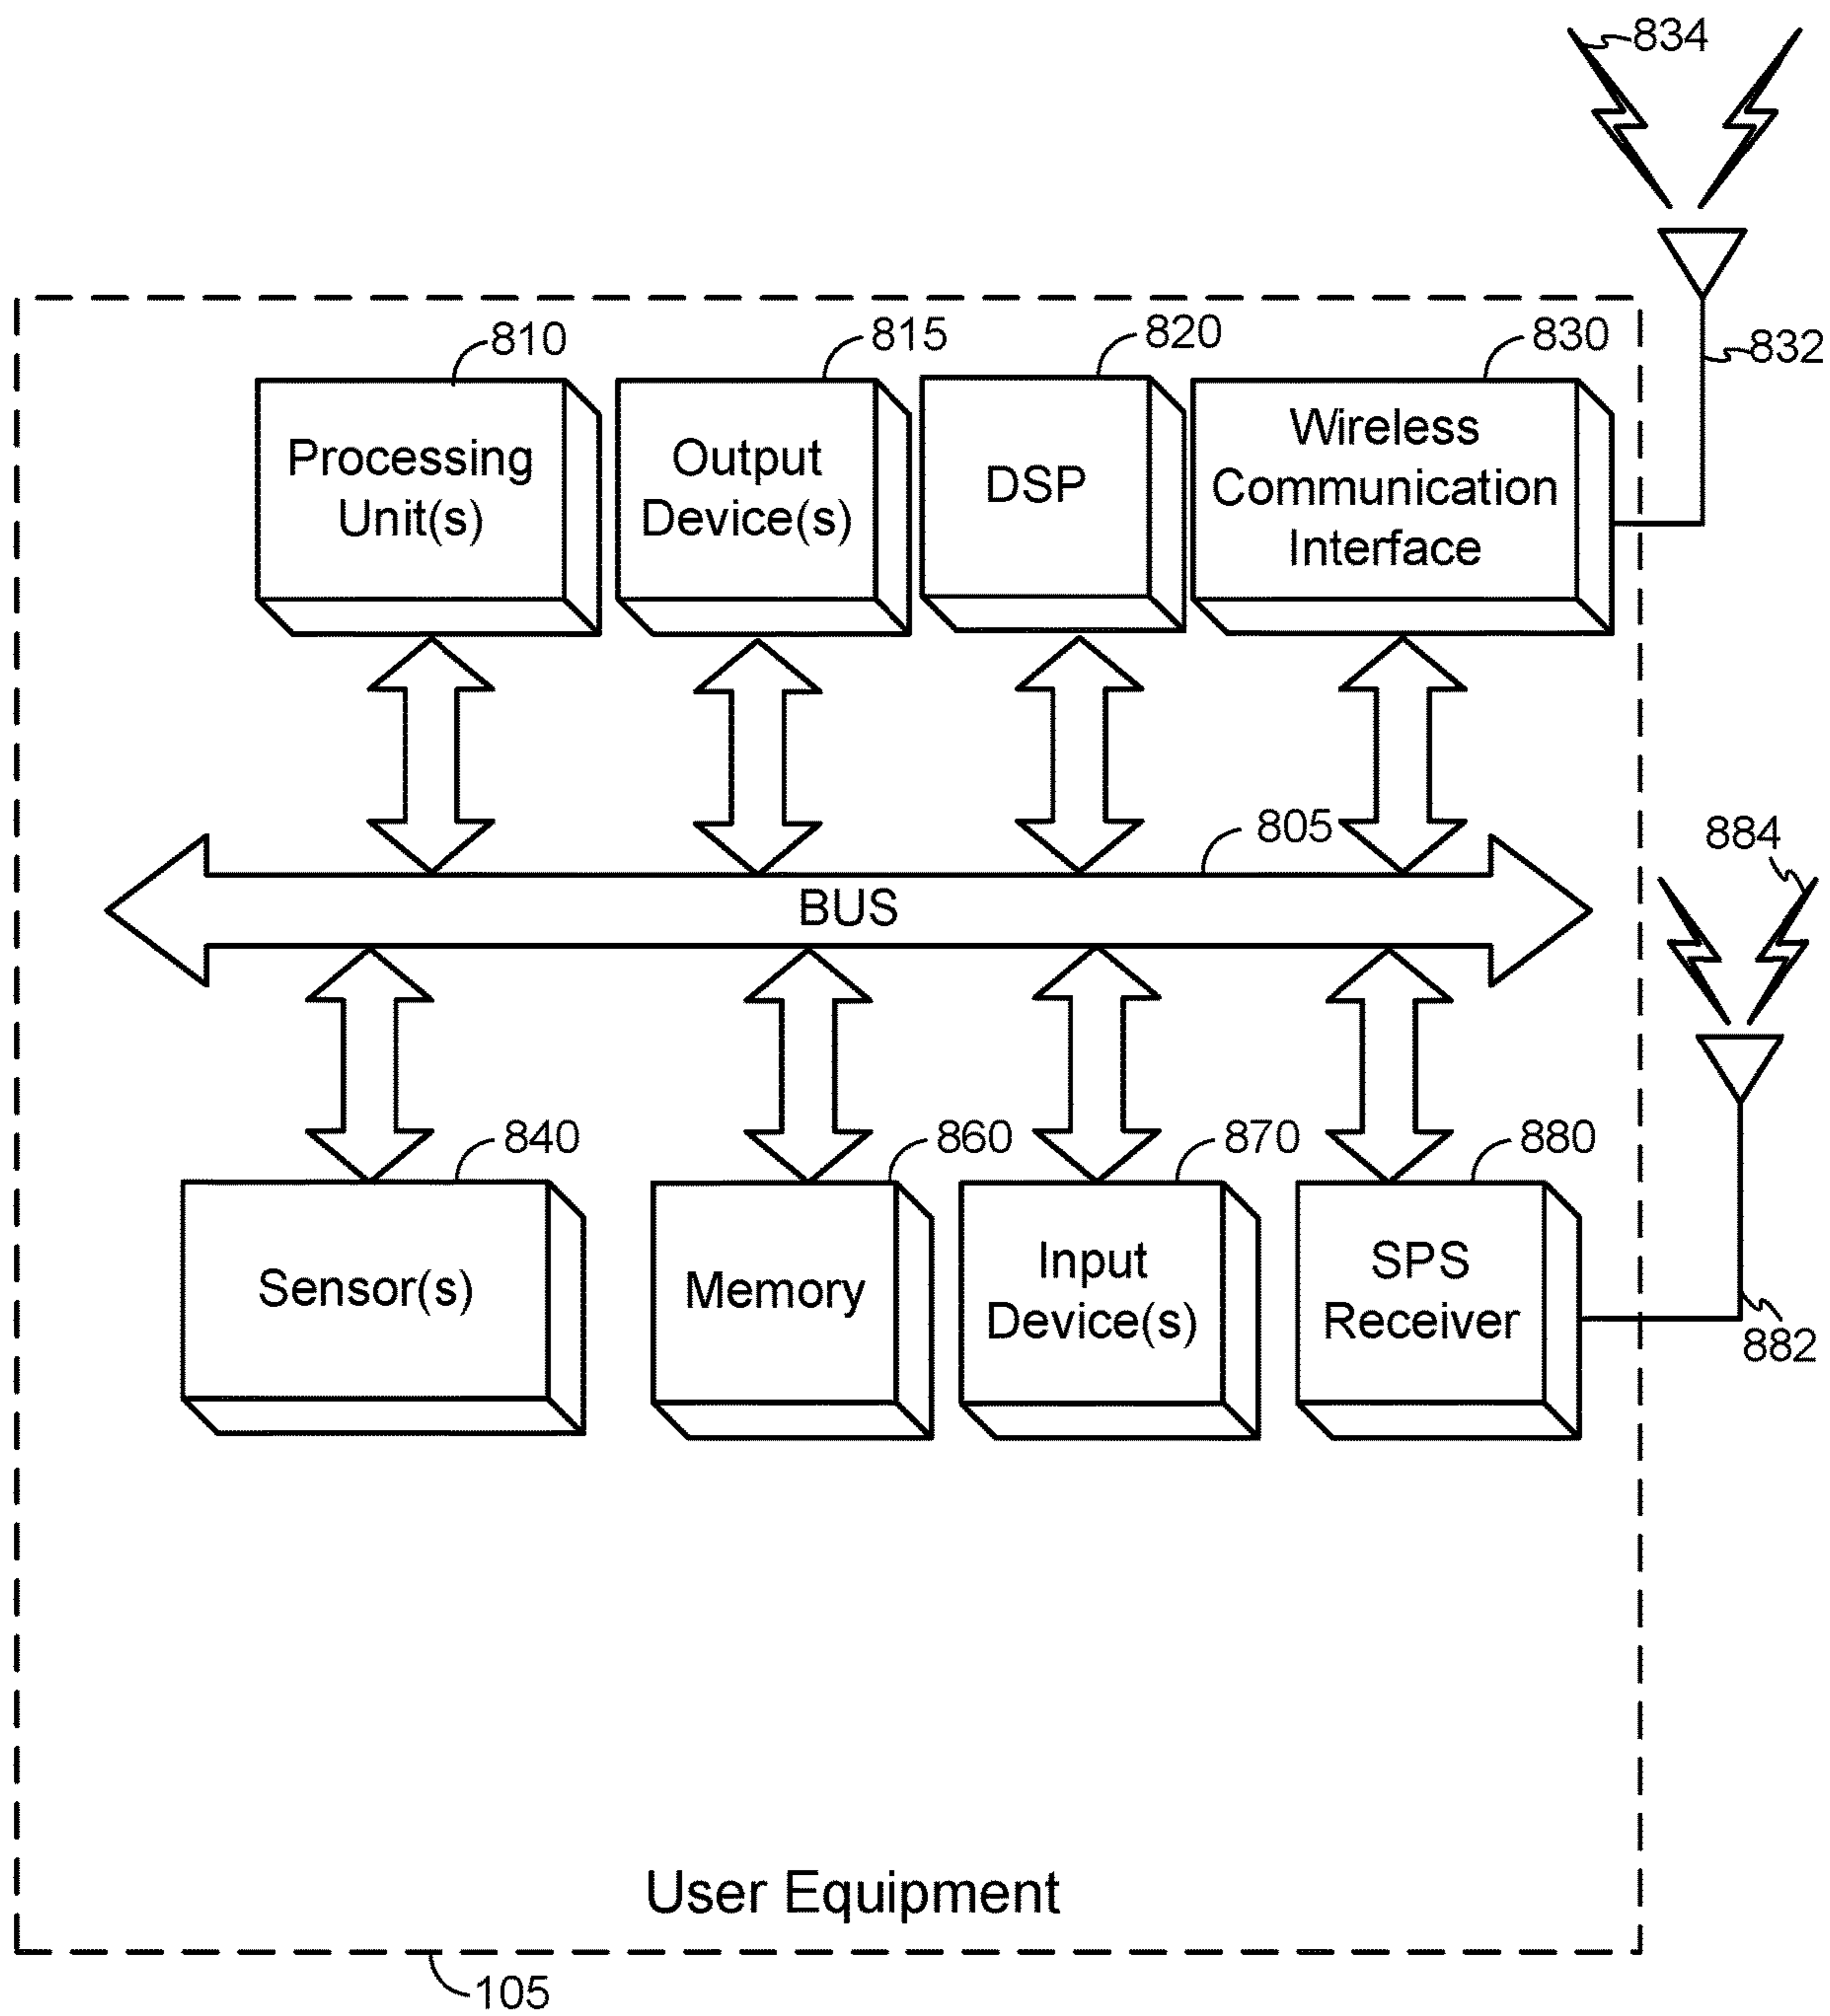 834
832
810
815
820
830
Processing
Unit(s)
Output
Device(s)
DSP
Wireless
Communication
Interface
805
BUS
884
840
860
870
880
Sensor(s)
Memory
Input
Device(s)
SPS
Receiver
882
User Equipment
105